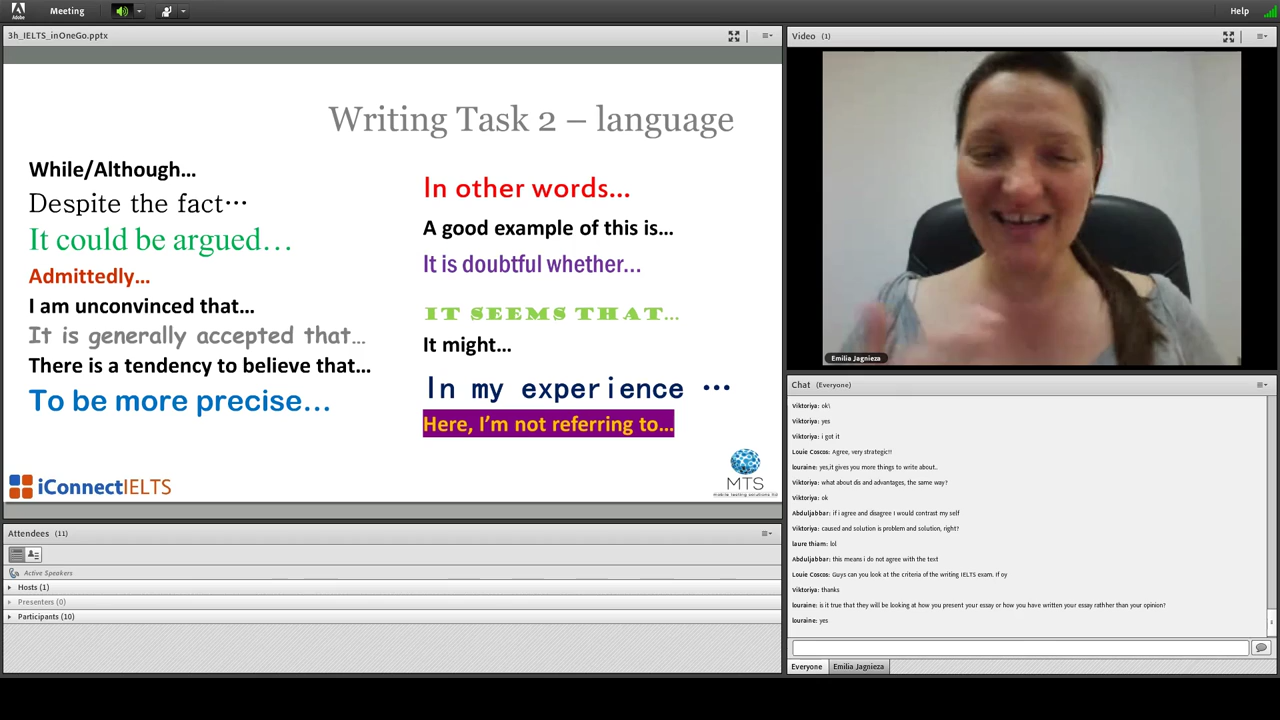 Adobe
Meeting
Help
3h_IELTS_inOneGo.pptx
Writing Task 2 – language
While/Although...
Despite the fact…
It could be argued…
Admittedly…
I am unconvinced that...
It is generally accepted that…
There is a tendency to believe that...
To be more precise…
In other words...
A good example of this is...
It is doubtful whether…
IT SEEMS THAT…
It might...
In my experience …
Here, I’m not referring to…
iConnectIELTS
MTS
mobile testing solutions ltd
Attendees (11)
Active Speakers
Hosts (1)
Presenters (0)
Participants (10)
Video (1)
Emilia Jagnieza
Chat (Everyone)
Viktoriya: ok\
Viktoriya: yes
Viktoriya: i got it
Louie Coscos: Agree, very strategic!!
louraine: yes,it gives you more things to write about..
Viktoriya: what about dis and advantages, the same way?
Viktoriya: ok
Abduljabbar: if i agree and disagree I would contrast my self
Viktoriya: caused and solution is problem and solution, right?
laure thiam: lol
Abduljabbar: this means i do not agree with the text
Louie Coscos: Guys can you look at the criteria of the writing IELTS exam. If oy
Viktoriya: thanks
louraine: is it true that they will be looking at how you present your essay or how you have written your essay rathher than your opinion?
louraine: yes
Everyone
Emilia Jagnieza